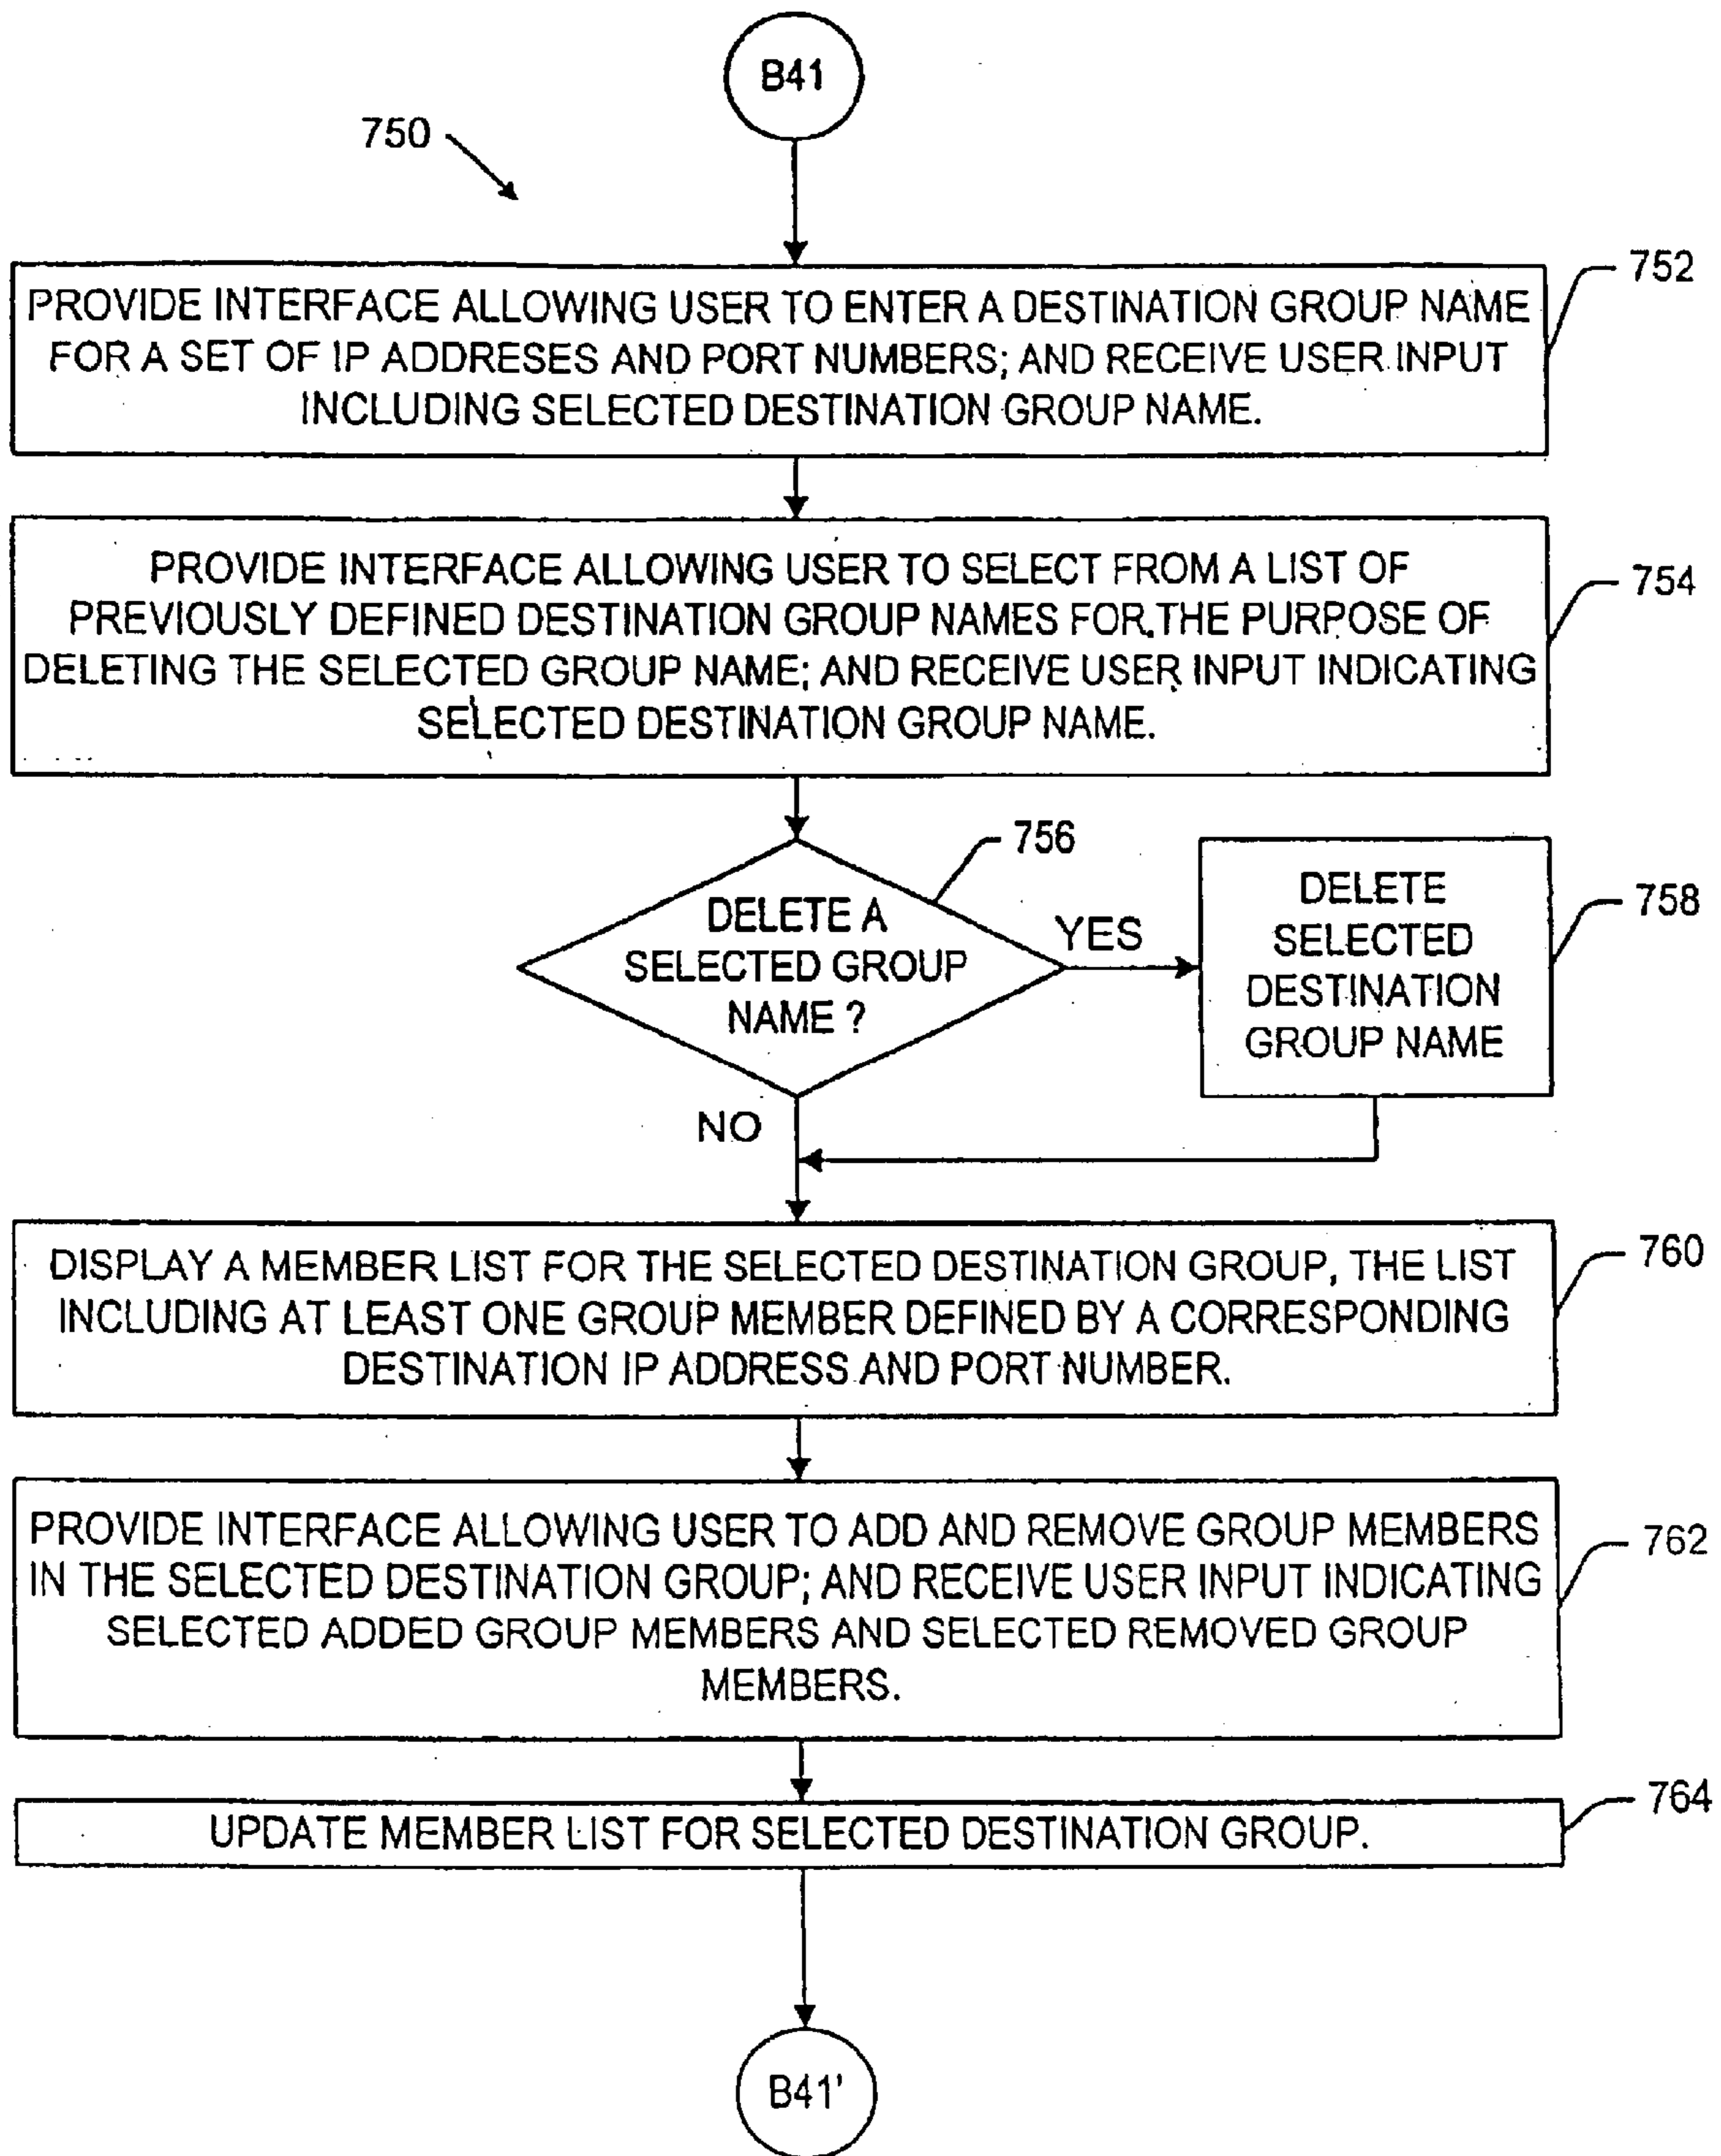 B41
750
752
PROVIDE INTERFACE ALLOWING USER TO ENTER A DESTINATION GROUP NAME
FOR A SET OF IP ADDRESES AND PORT NUMBERS; AND RECEIVE USER INPUT
INCLUDING SELECTED DESTINATION GROUP NAME.
754
PROVIDE INTERFACE ALLOWING USER TO SELECT FROM A LIST OF
PREVIOUSLY DEFINED DESTINATION GROUP NAMES FOR THE PURPOSE OF
DELETING THE SELECTED GROUP NAME; AND RECEIVE USER INPUT INDICATING
SELECTED DESTINATION GROUP NAME.
756
DELETE A
SELECTED GROUP
NAME ?
YES
NO
758
DELETE
SELECTED
DESTINATION
GROUP NAME
760
DISPLAY A MEMBER LIST FOR THE SELECTED DESTINATION GROUP, THE LIST
INCLUDING AT LEAST ONE GROUP MEMBER DEFINED BY A CORRESPONDING
DESTINATION IP ADDRESS AND PORT NUMBER.
762
PROVIDE INTERFACE ALLOWING USER TO ADD AND REMOVE GROUP MEMBERS
IN THE SELECTED DESTINATION GROUP; AND RECEIVE USER INPUT INDICATING
SELECTED ADDED GROUP MEMBERS AND SELECTED REMOVED GROUP
MEMBERS.
764
UPDATE MEMBER LIST FOR SELECTED DESTINATION GROUP.
B41'